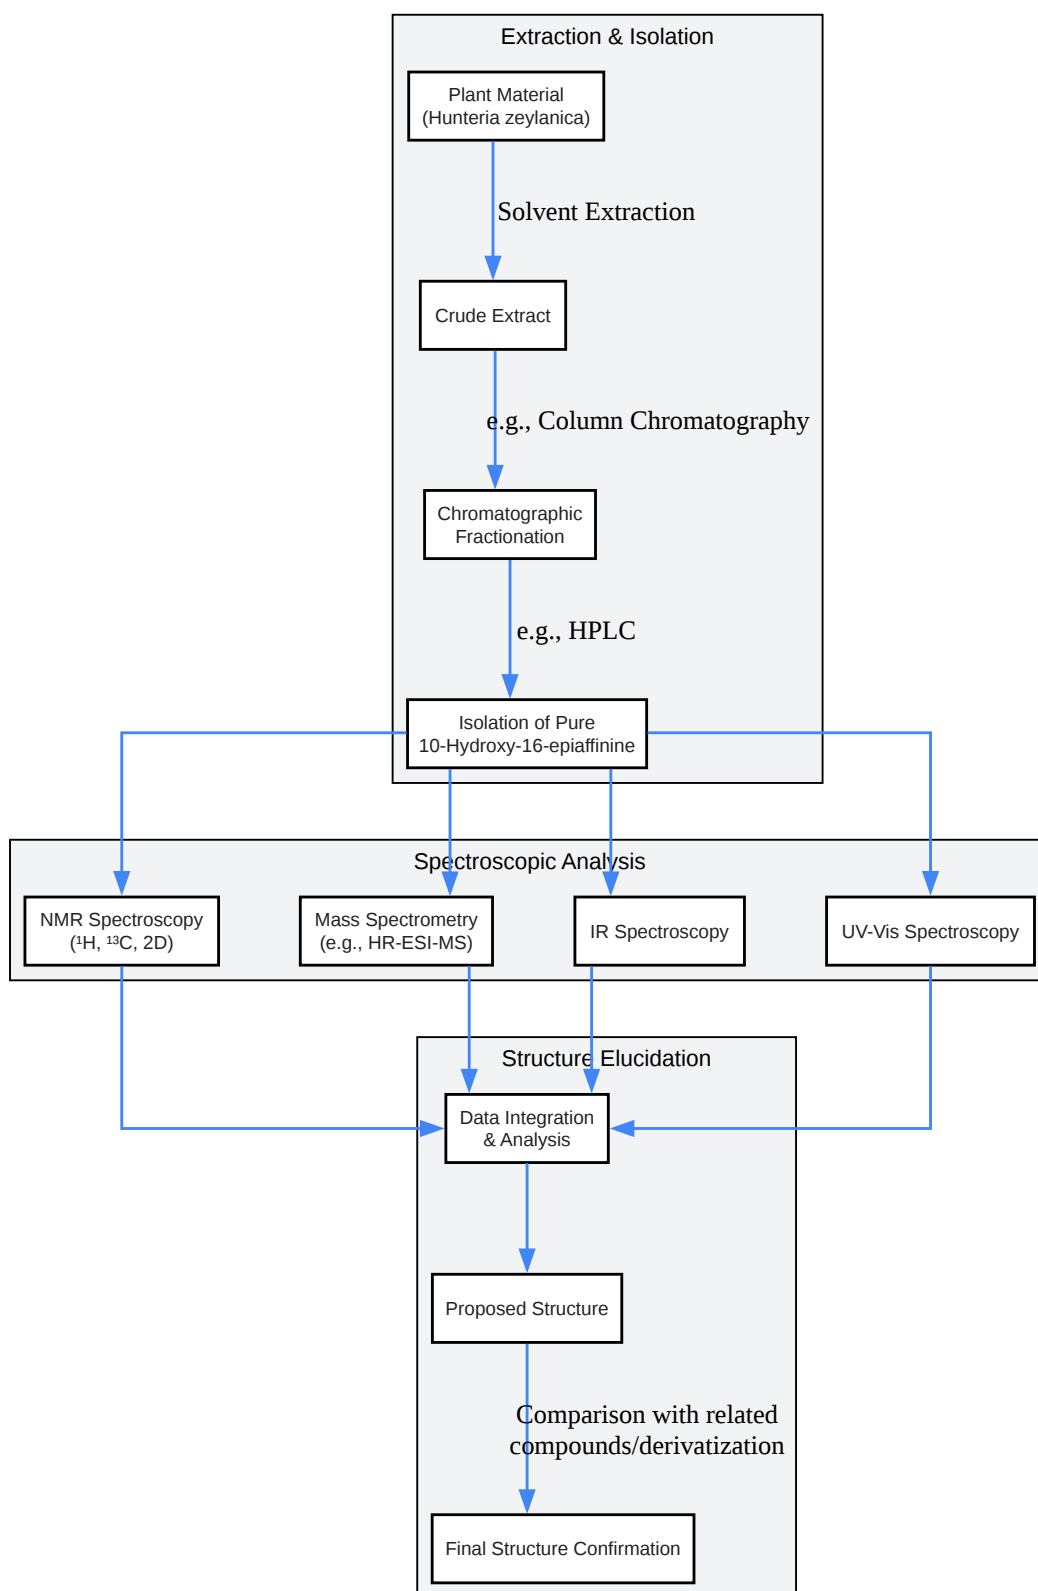 Extraction & Isolation
Plant Material
(Hunteria zeylanica)
Solvent Extraction
Crude Extract
e.g., Column Chromatography
Chromatographic
Fractionation
e.g., HPLC
Isolation of Pure
10-Hydroxy-16-epiaffinine
Spectroscopic Analysis
NMR Spectroscopy
(¹H, ¹³C, 2D)
Mass Spectrometry
(e.g., HR-ESI-MS)
IR Spectroscopy
UV-Vis Spectroscopy
Structure Elucidation
Data Integration
& Analysis
Proposed Structure
Comparison with related
compounds/derivatization
Final Structure Confirmation